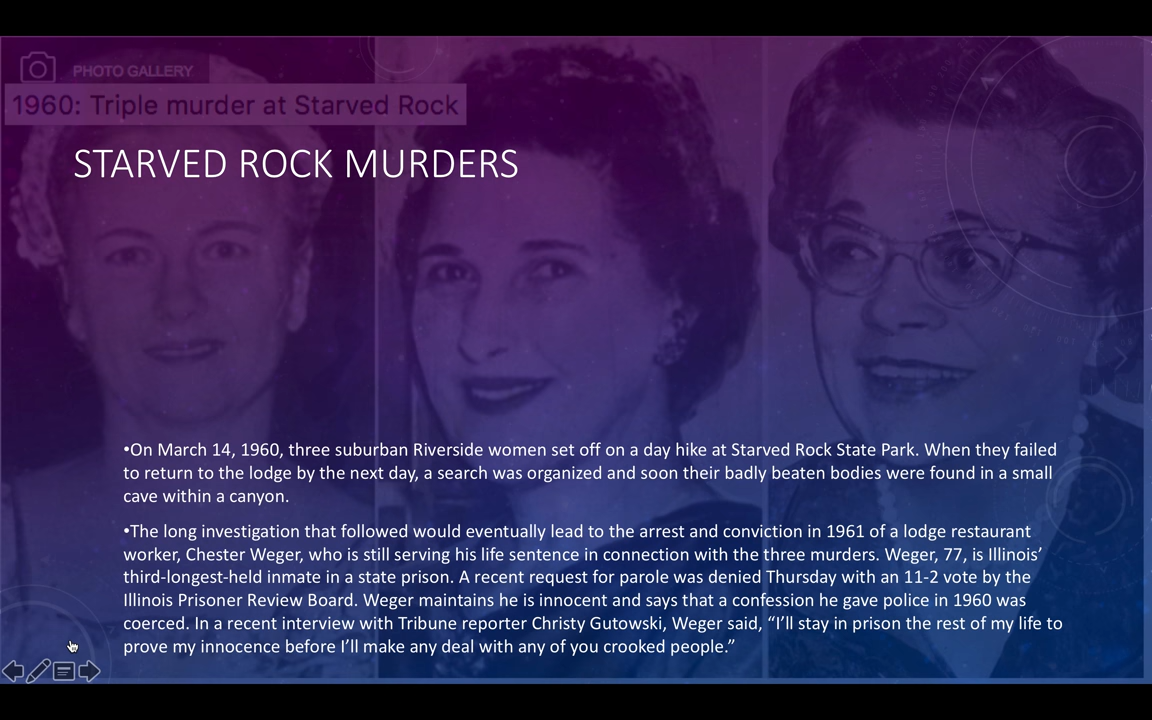 PHOTO GALLERY
1960: Triple murder at Starved Rock
STARVED ROCK MURDERS
•On March 14, 1960, three suburban Riverside women set off on a day hike at Starved Rock State Park. When they failed
to return to the lodge by the next day, a search was organized and soon their badly beaten bodies were found in a small
cave within a canyon.
•The long investigation that followed would eventually lead to the arrest and conviction in 1961 of a lodge restaurant
worker, Chester Weger, who is still serving his life sentence in connection with the three murders. Weger, 77, is Illinois’
third-longest-held inmate in a state prison. A recent request for parole was denied Thursday with an 11-2 vote by the
Illinois Prisoner Review Board. Weger maintains he is innocent and says that a confession he gave police in 1960 was
coerced. In a recent interview with Tribune reporter Christy Gutowski, Weger said, “I’ll stay in prison the rest of my life to
prove my innocence before I’ll make any deal with any of you crooked people.”